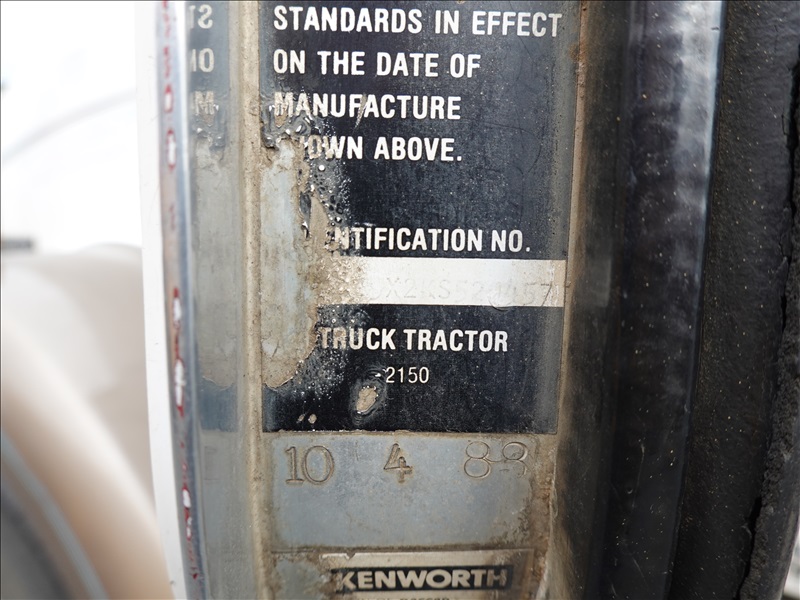 STANDARDS IN EFFECT
ON THE DATE OF
MANUFACTURE
OWN ABOVE.
NTIFICATION NO.
TRUCK TRACTOR
2150
10 4 88
KENWORTH